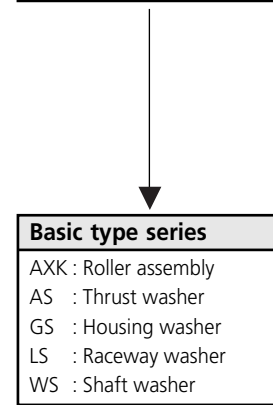 Basic type series
AXK : Roller assembly
AS : Thrust washer
GS : Housing washer
LS : Raceway washer
WS : Shaft washer